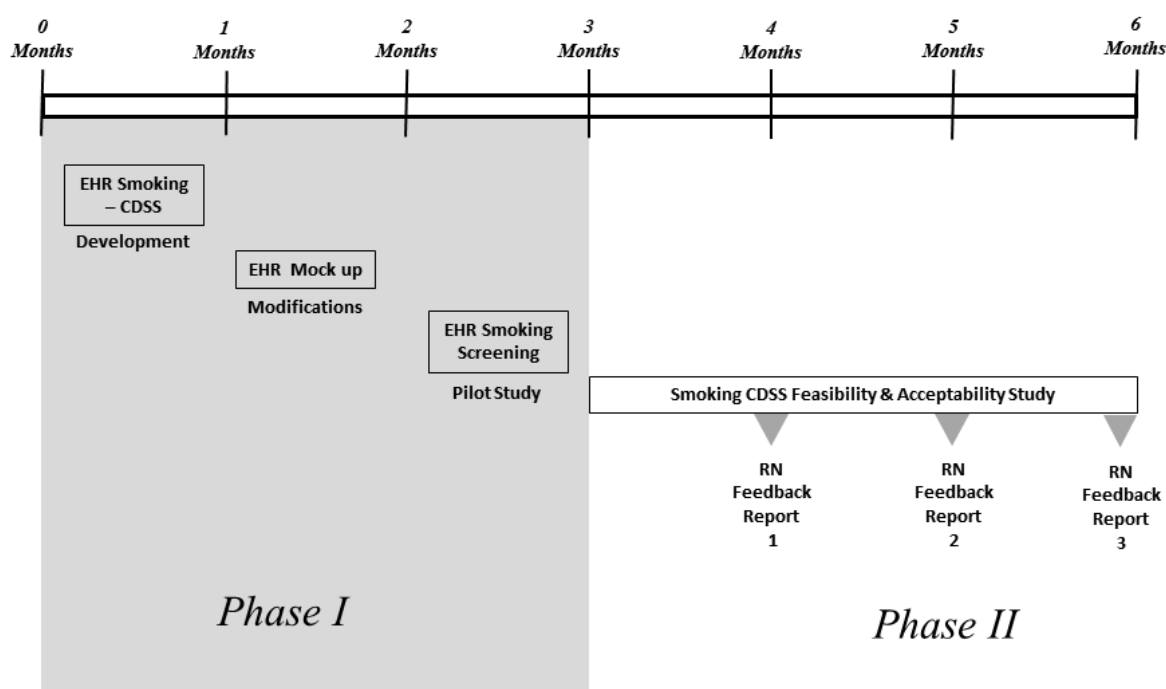 0
Months
1
Months
2
Months
3
Months
4
Months
5
Months
6
Months
EHR Smoking
– CDSS
Development
EHR Mock up
Modifications
EHR Smoking
Screening
Pilot Study
Smoking CDSS Feasibility & Acceptability Study
RN
Feedback
Report
1
RN
Feedback
Report
2
RN
Feedback
Report
3
Phase I
Phase II